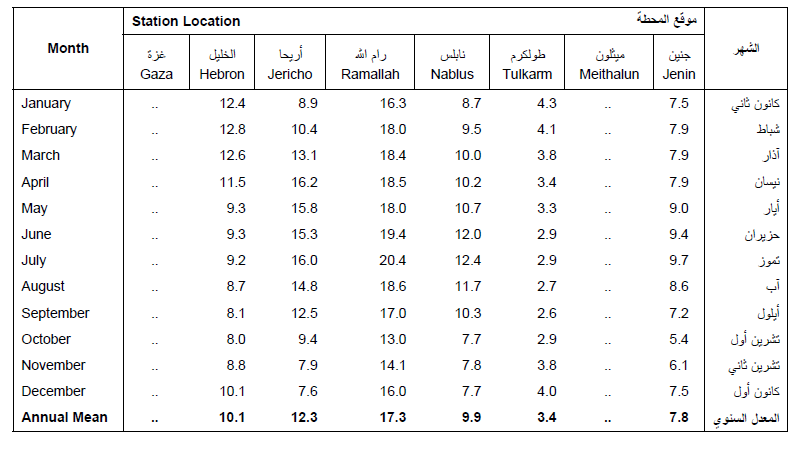 Month Station Location موقع المحطة الشهر
غزة الخليل أريحا رام الله نابلس طولكرم ميثلون جنين
Gaza Hebron Jericho Ramallah Nablus Tulkarm Meithalun Jenin
January .. 12.4 8.9 16.3 8.7 4.3 .. 7.5 كانون ثاني
February .. 12.8 10.4 18.0 9.5 4.1 .. 7.9 شباط
March .. 12.6 13.1 18.4 10.0 3.8 .. 7.9 آذار
April .. 11.5 16.2 18.5 10.2 3.4 .. 7.9 نيسان
May .. 9.3 15.8 18.0 10.7 3.3 .. 9.0 أيار
June .. 9.3 15.3 19.4 12.0 2.9 .. 9.4 حزيران
July .. 9.2 16.0 20.4 12.4 2.9 .. 9.7 تموز
August .. 8.7 14.8 18.6 11.7 2.7 .. 8.6 آب
September .. 8.1 12.5 17.0 10.3 2.6 .. 7.2 أيلول
October .. 8.0 9.4 13.0 7.7 2.9 .. 5.4 تشرين أول
November .. 8.8 7.9 14.1 7.8 3.8 .. 6.1 تشرين ثاني
December .. 10.1 7.6 16.0 7.7 4.0 .. 7.5 كانون أول
Annual Mean .. 10.1 12.3 17.3 9.9 3.4 .. 7.8 المعدل السنوي